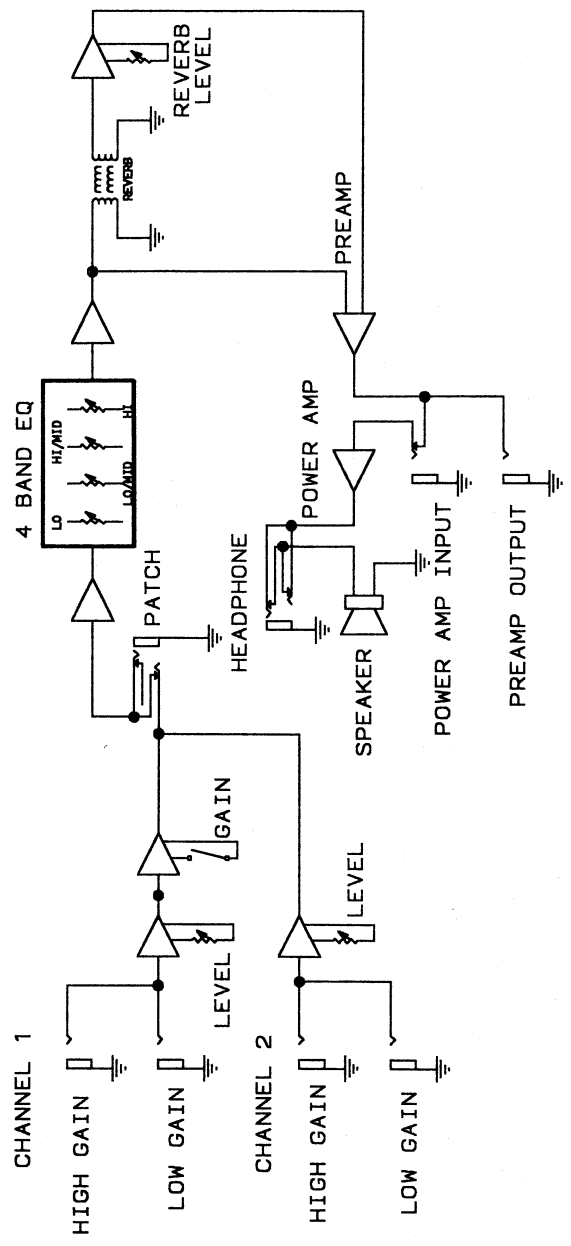 CHANNEL 1
HIGH GAIN
LOW GAIN
LEVEL
GAIN
CHANNEL 2
HIGH GAIN
LOW GAIN
LEVEL
PATCH
4 BAND EQ
LO
LO/MID
HI/MID
HI
REVERB
REVERB
LEVEL
PREAMP
POWER AMP
HEADPHONE
SPEAKER
POWER AMP INPUT
PREAMP OUTPUT